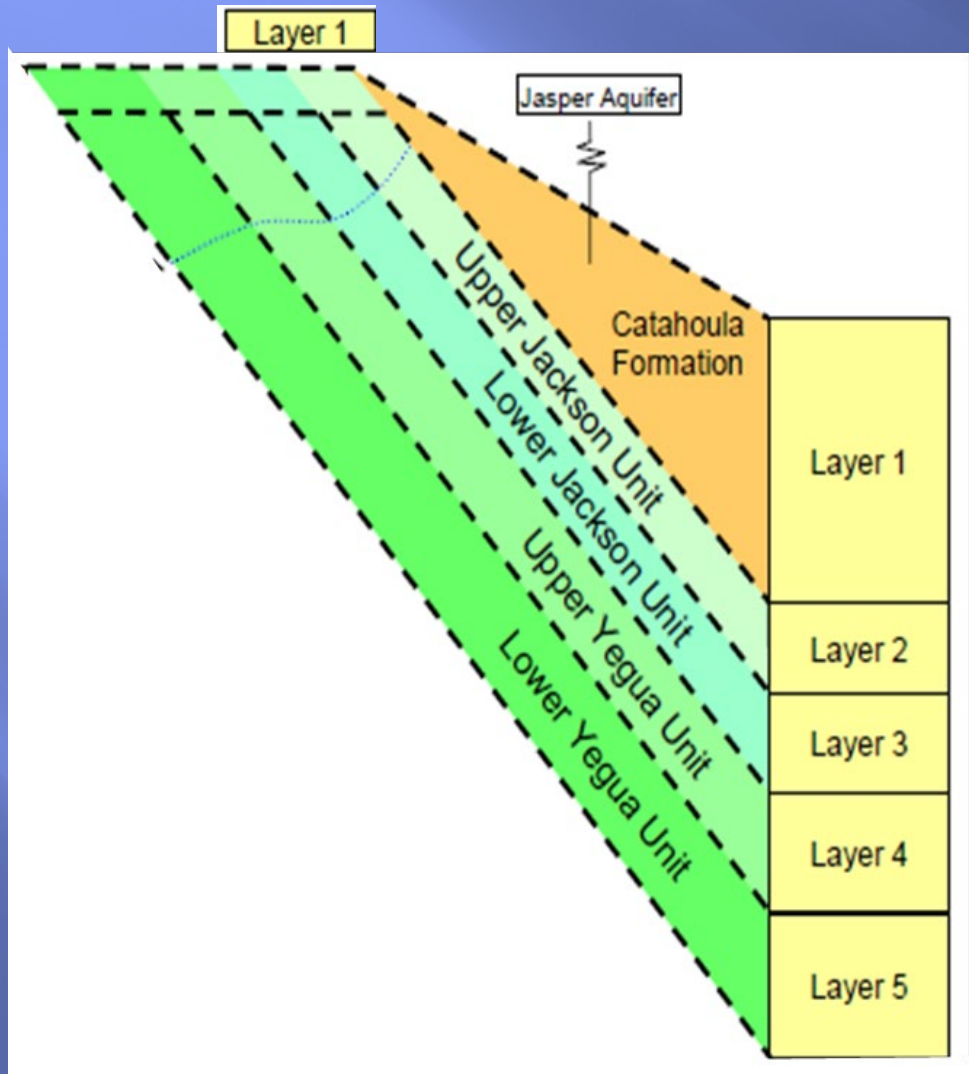 Layer 1
Jasper Aquifer
Catahoula
Formation
Upper Jackson Unit
Lower Jackson Unit
Upper Yegua Unit
Lower Yegua Unit
Layer 1
Layer 2
Layer 3
Layer 4
Layer 5